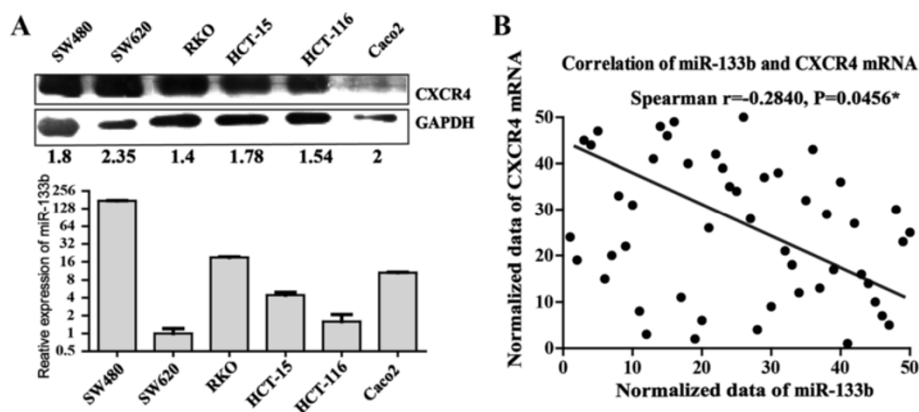 A
SW480 SW620 RKO HCT-15 HCT-116 Caco2
CXCR4
GAPDH
1.8 2.35 1.4 1.78 1.54 2
Reative expression of miR-133b
256
128
64
32
16
8
4
2
1
0.5
SW480 SW620 RKO HCT-15 HCT-116 Caco2
B
Correlation of miR-133b and CXCR4 mRNA
Spearman r=-0.2840, P=0.0456*
Normalized data of CXCR4 mRNA
50
40
30
20
10
0
0 10 20 30 40 50
Normalized data of miR-133b